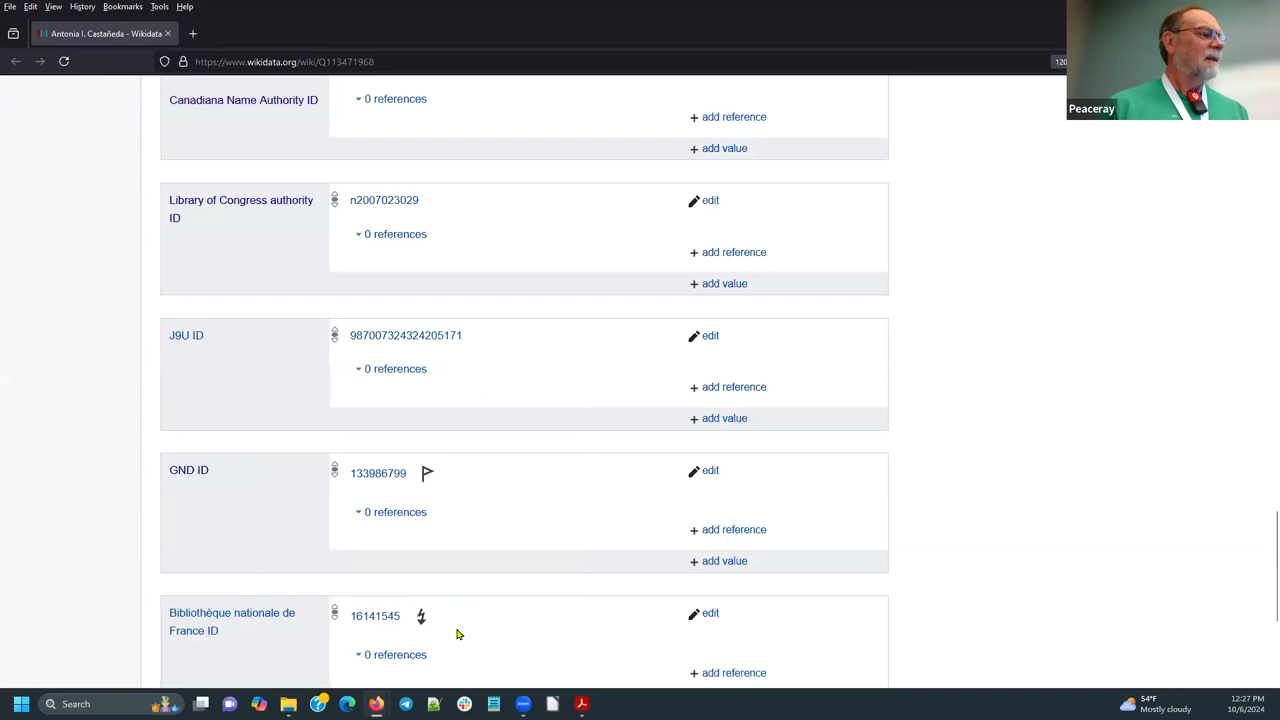 File Edit View History Bookmarks Tools Help
Antonia I. Castañeda - Wikidata
https://www.wikidata.org/wiki/Q113471968
120
Peaceray
Canadiana Name Authority ID
0 references
+ add reference
+ add value
Library of Congress authority
ID
n2007023029
edit
0 references
+ add reference
+ add value
J9U ID
987007324324205171
edit
0 references
+ add reference
+ add value
GND ID
133986799
edit
0 references
+ add reference
+ add value
Bibliothèque nationale de
France ID
16141545
edit
0 references
+ add reference
Search
54°F
Mostly cloudy
12:27 PM
10/6/2024